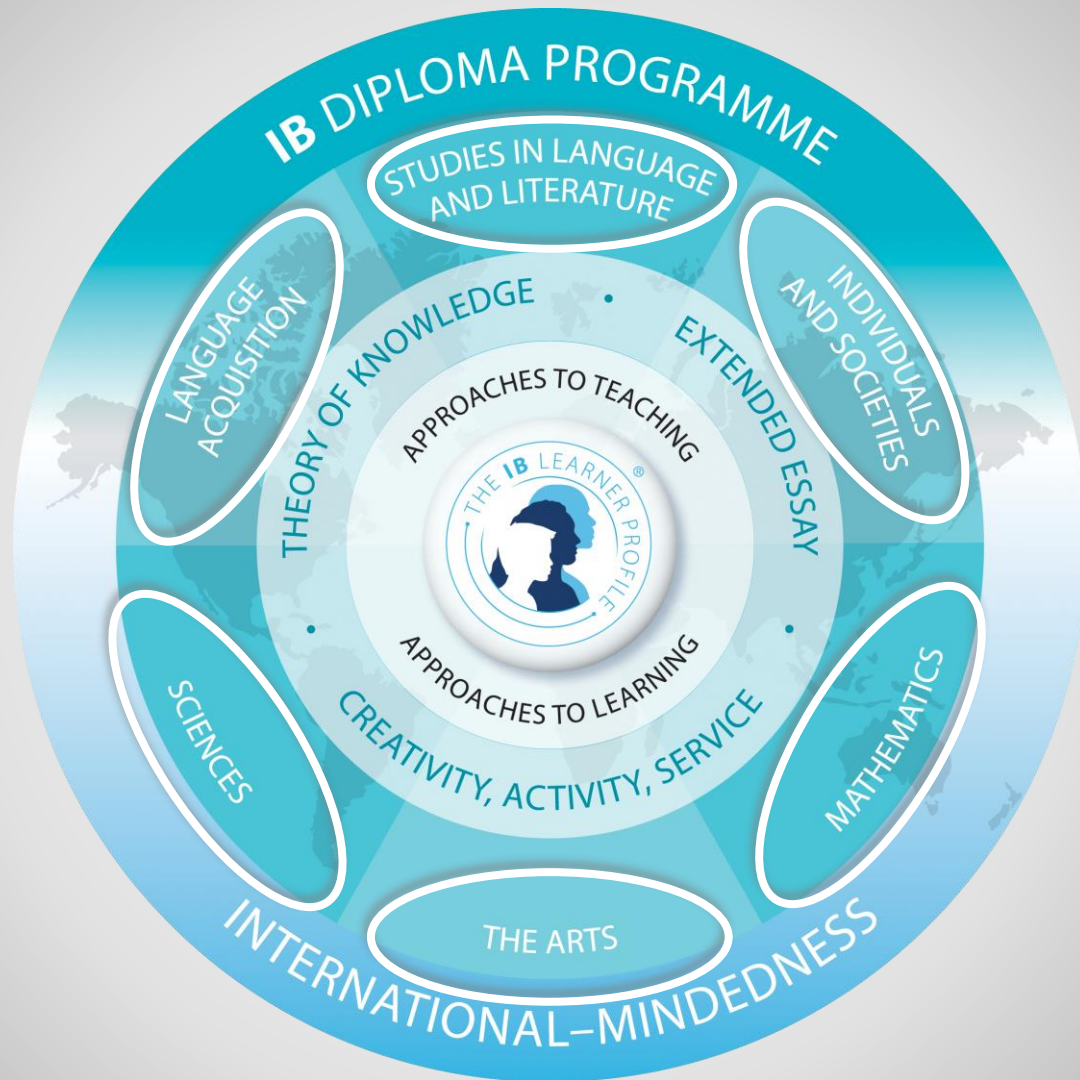 IB DIPLOMA PROGRAMME
STUDIES IN LANGUAGE
AND LITERATURE
LANGUAGE
ACQUISITION
INDIVIDUALS
AND SOCIETIES
THEORY OF KNOWLEDGE
•
EXTENDED ESSAY
APPROACHES TO TEACHING
• THE IB LEARNER PROFILE •
®
APPROACHES TO LEARNING
•
•
CREATIVITY, ACTIVITY, SERVICE
SCIENCES
MATHEMATICS
THE ARTS
INTERNATIONAL–MINDEDNESS